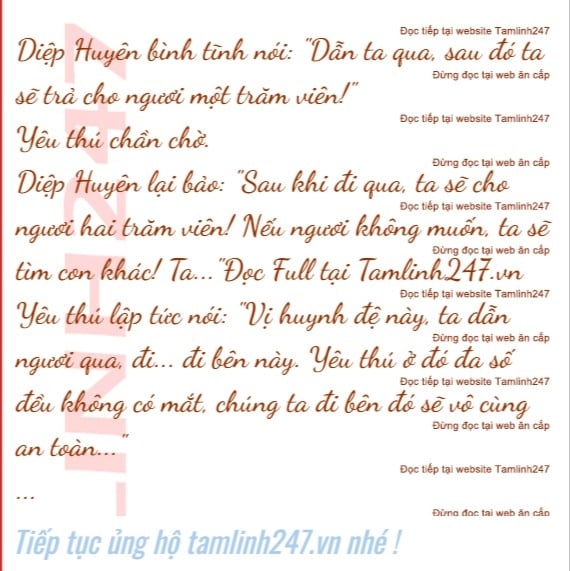 Đọc tiếp tại website Tamlinh247
Diệp Huyên bình tĩnh nói: "Dẫn ta qua, sau đó ta
Đừng đọc tại web ăn cắp
sẽ trả cho ngươi một trăm viên!"
Đọc tiếp tại website Tamlinh247
Yêu thú chần chờ.
Đừng đọc tại web ăn cắp
Diệp Huyên lại bảo: "Sau khi đi qua, ta sẽ cho
Đọc tiếp tại website Tamlinh247
ngươi hai trăm viên! Nếu ngươi không muốn, ta sẽ
Đừng đọc tại web ăn cắp
tìm con khác! Ta..."Đọc Full tại Tamlinh247.vn
Đọc tiếp tại website Tamlinh247
Yêu thú lập tức nói: "Vị huynh đệ này, ta dẫn
Đừng đọc tại web ăn cắp
ngươi qua, đi... đi bên này. Yêu thú ở đó đa số
Đọc tiếp tại website Tamlinh247
đều không có mắt, chúng ta đi bên đó sẽ vô cùng
Đừng đọc tại web ăn cắp
an toàn..."
Đọc tiếp tại website Tamlinh247
...
Đừng đọc tại web ăn cắp
Tiếp tục ủng hộ tamlinh247.vn nhé !
_INH247